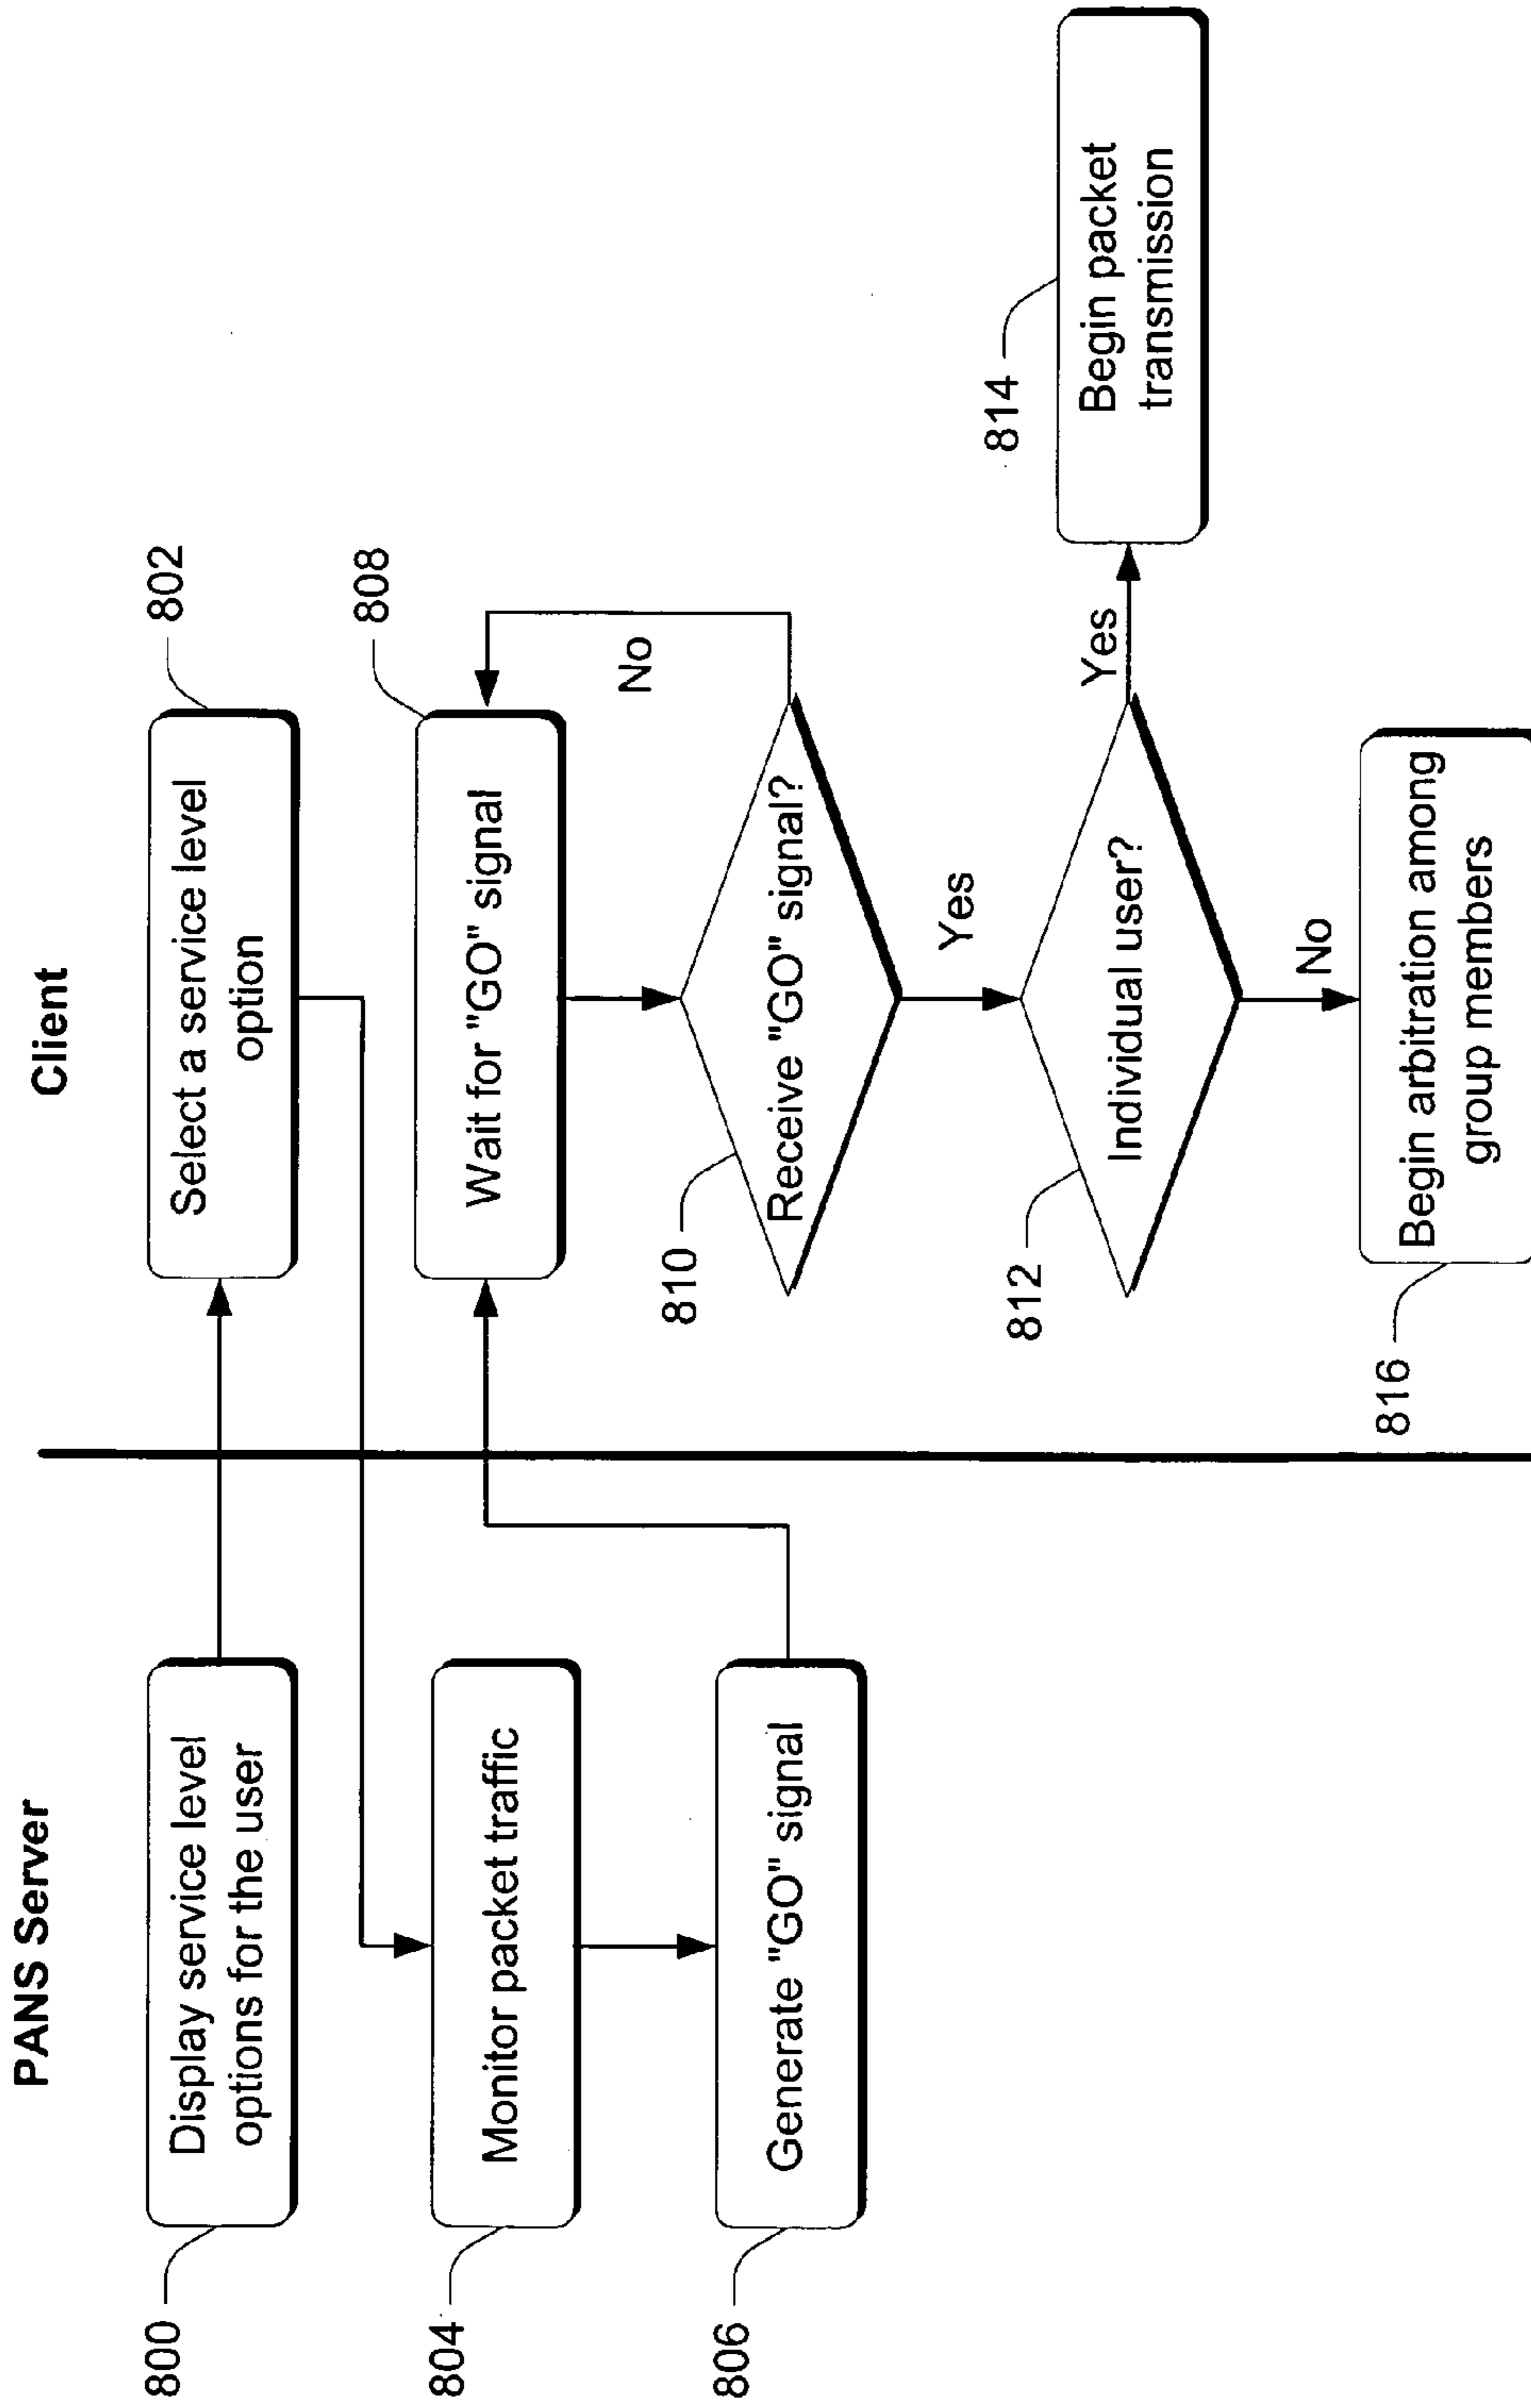 PANS Server
Client
800
Display service level
options for the user
802
Select a service level
option
804
Monitor packet traffic
806
Generate "GO" signal
808
Wait for "GO" signal
810
Receive "GO" signal?
No
Yes
812
Individual user?
Yes
814
Begin packet
transmission
No
816
Begin arbitration among
group members